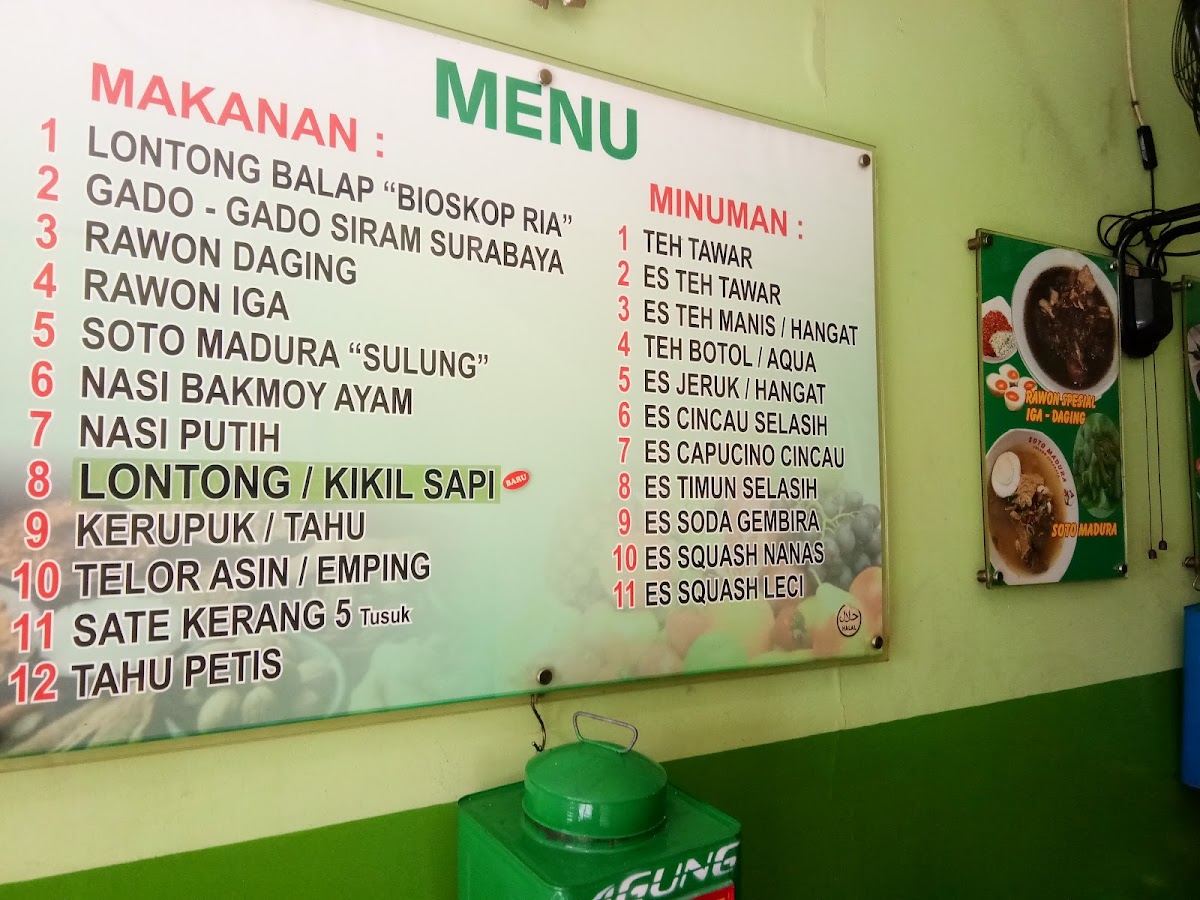 MENU
MAKANAN :
1 LONTONG BALAP “BIOSKOP RIA”
2 GADO - GADO SIRAM SURABAYA
3 RAWON DAGING
4 RAWON IGA
5 SOTO MADURA “SULUNG”
6 NASI BAKMOY AYAM
7 NASI PUTIH
8 LONTONG / KIKIL SAPI BARU
9 KERUPUK / TAHU
10 TELOR ASIN / EMPING
11 SATE KERANG 5 Tusuk
12 TAHU PETIS
MINUMAN :
1 TEH TAWAR
2 ES TEH TAWAR
3 ES TEH MANIS / HANGAT
4 TEH BOTOL / AQUA
5 ES JERUK / HANGAT
6 ES CINCAU SELASIH
7 ES CAPUCINO CINCAU
8 ES TIMUN SELASIH
9 ES SODA GEMBIRA
10 ES SQUASH NANAS
11 ES SQUASH LECI
حلال
HALAL
RAWON SPESIAL
IGA - DAGING
SOTO MADURA
SOTO MADURA
AGUNG